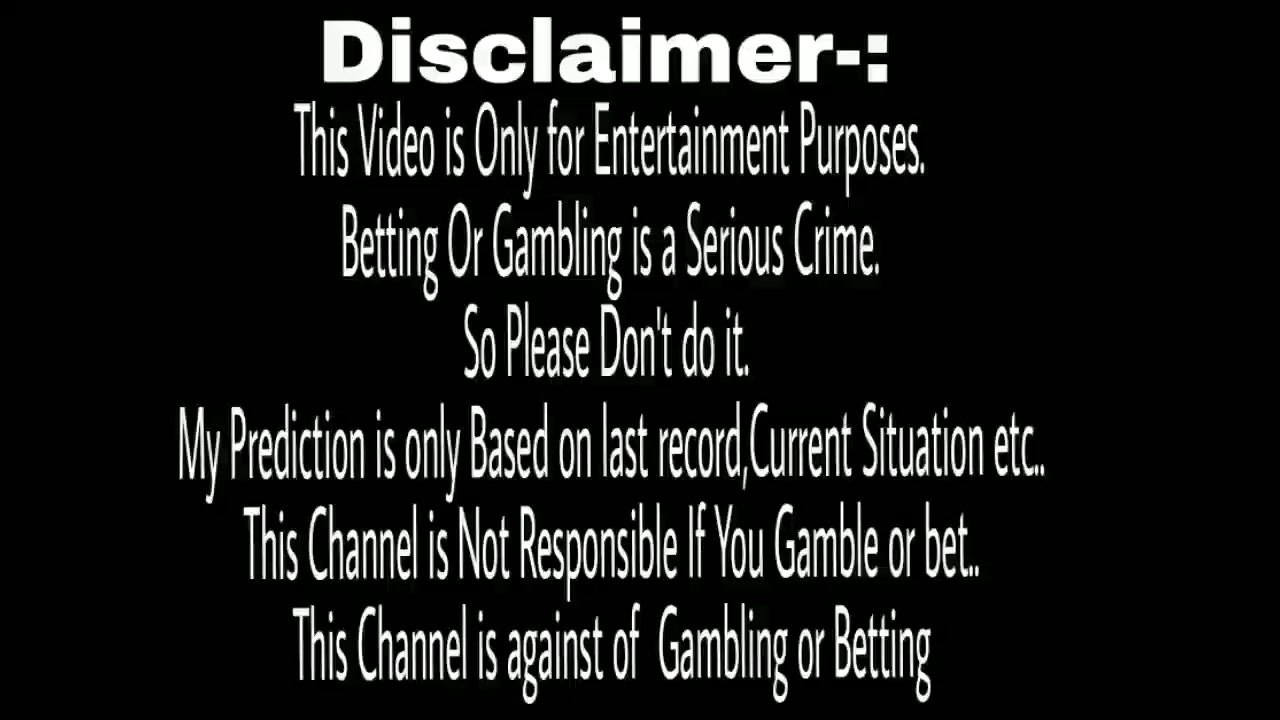 Disclaimer-:
This Video is Only for Entertainment Purposes.
Betting Or Gambling is a Serious Crime.
So Please Don't do it.
My Prediction is only Based on last record,Current Situation etc..
This Channel is Not Responsible If You Gamble or bet..
This Channel is against of  Gambling or Betting